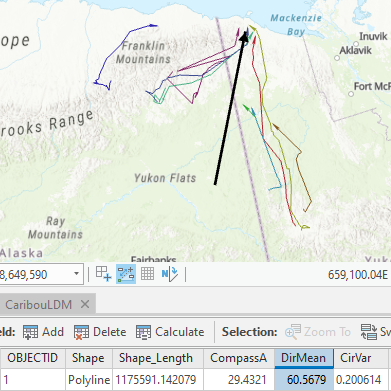 ope
Mackenzie
Bay
Inuvik
Franklin
Mountains
Aklavik
Fort McP
rooks Range
Yukon Flats
Ray
Mountains
Alaska
Fairbanks
Yuk
8,649,590
659,100.04E
CaribouLDM
eld: Add Delete Calculate Selection: Zoom To Sw
OBJECTID Shape Shape_Length CompassA DirMean CirVar
1 Polyline 1175591.142079 29.4321 60.5679 0.200614